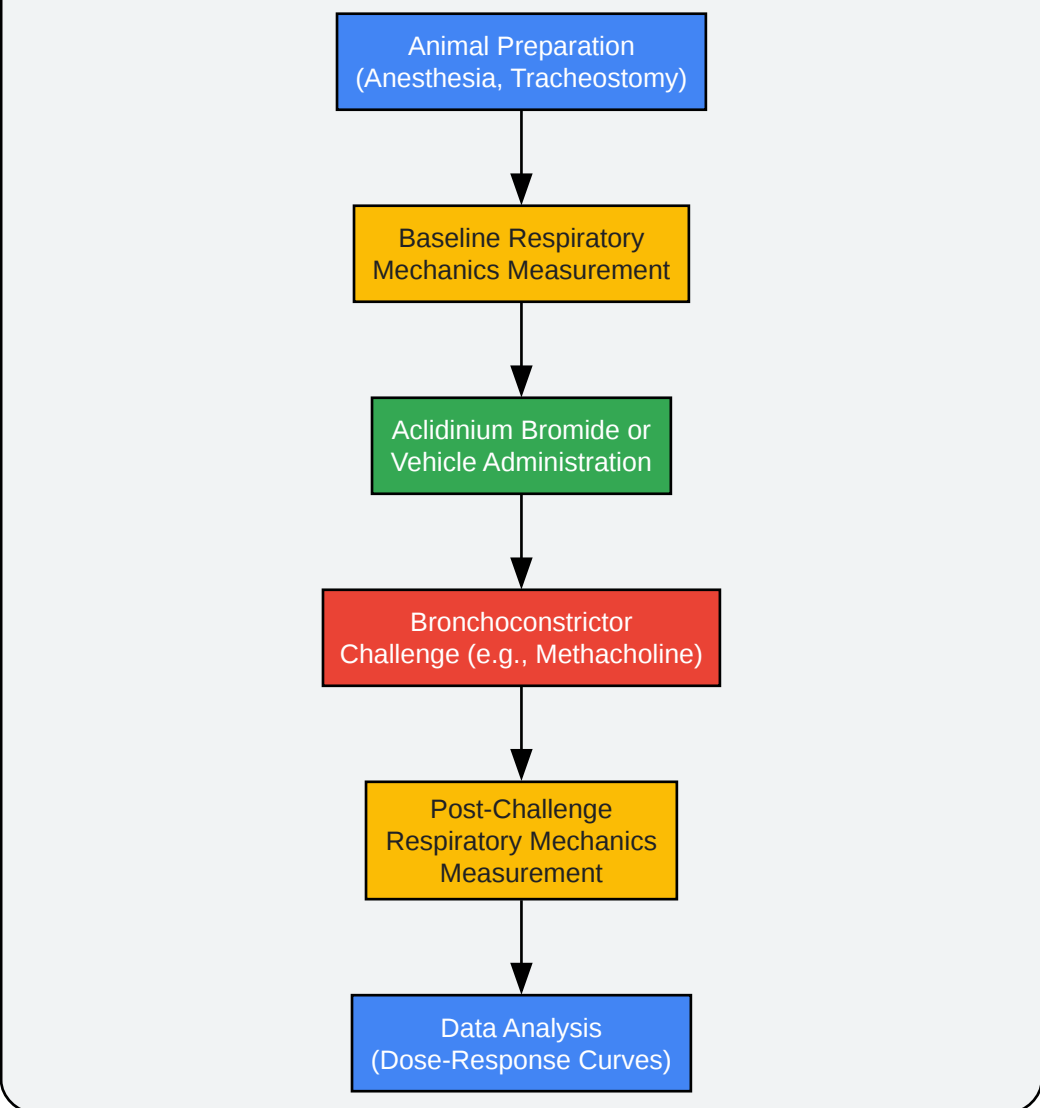 Animal Preparation
(Anesthesia, Tracheostomy)
Baseline Respiratory
Mechanics Measurement
Aclidinium Bromide or
Vehicle Administration
Bronchoconstrictor
Challenge (e.g., Methacholine)
Post-Challenge
Respiratory Mechanics
Measurement
Data Analysis
(Dose-Response Curves)